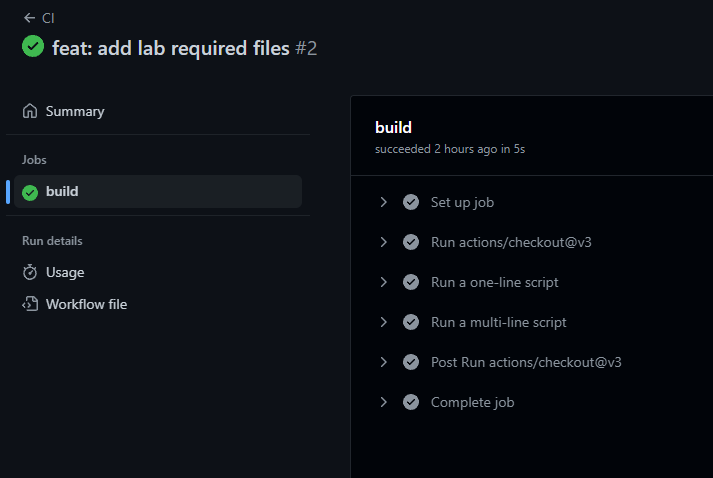 CI
feat: add lab required files #2
Summary
Jobs
build
Run details
Usage
Workflow file
build
succeeded 2 hours ago in 5s
Set up job
Run actions/checkout@v3
Run a one-line script
Run a multi-line script
Post Run actions/checkout@v3
Complete job